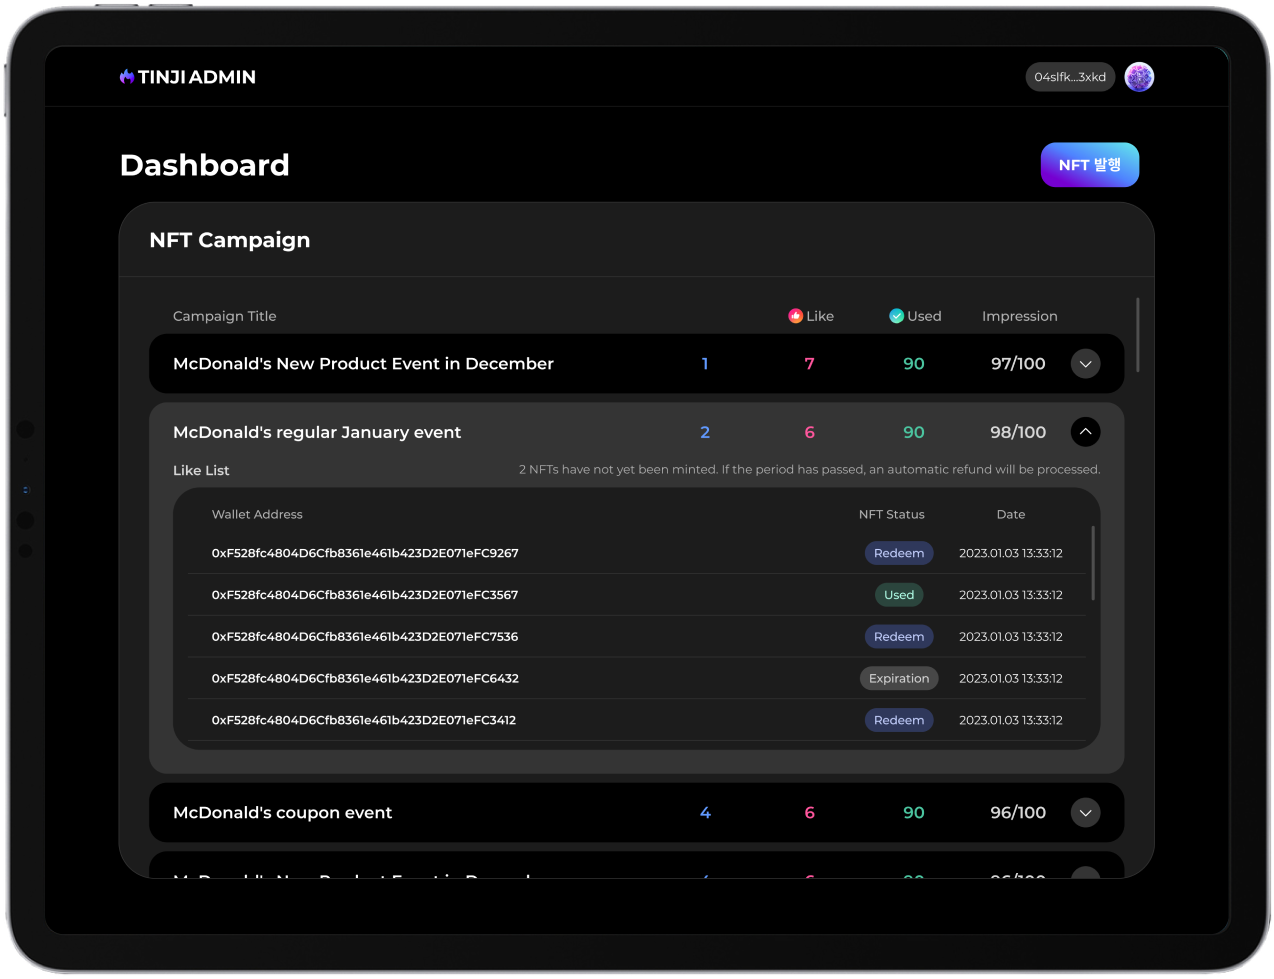 TINJI ADMIN
04slfk...3xkd
Dashboard
NFT 발행
NFT Campaign
Campaign Title Like Used Impression
McDonald's New Product Event in December 1 7 90 97/100
McDonald's regular January event 2 6 90 98/100
Like List 2 NFTs have not yet been minted. If the period has passed, an automatic refund will be processed.
Wallet Address NFT Status Date
0xF528fc4804D6Cfb8361e461b423D2E071eFC9267 Redeem 2023.01.03 13:33:12
0xF528fc4804D6Cfb8361e461b423D2E071eFC3567 Used 2023.01.03 13:33:12
0xF528fc4804D6Cfb8361e461b423D2E071eFC7536 Redeem 2023.01.03 13:33:12
0xF528fc4804D6Cfb8361e461b423D2E071eFC6432 Expiration 2023.01.03 13:33:12
0xF528fc4804D6Cfb8361e461b423D2E071eFC3412 Redeem 2023.01.03 13:33:12
McDonald's coupon event 4 6 90 96/100